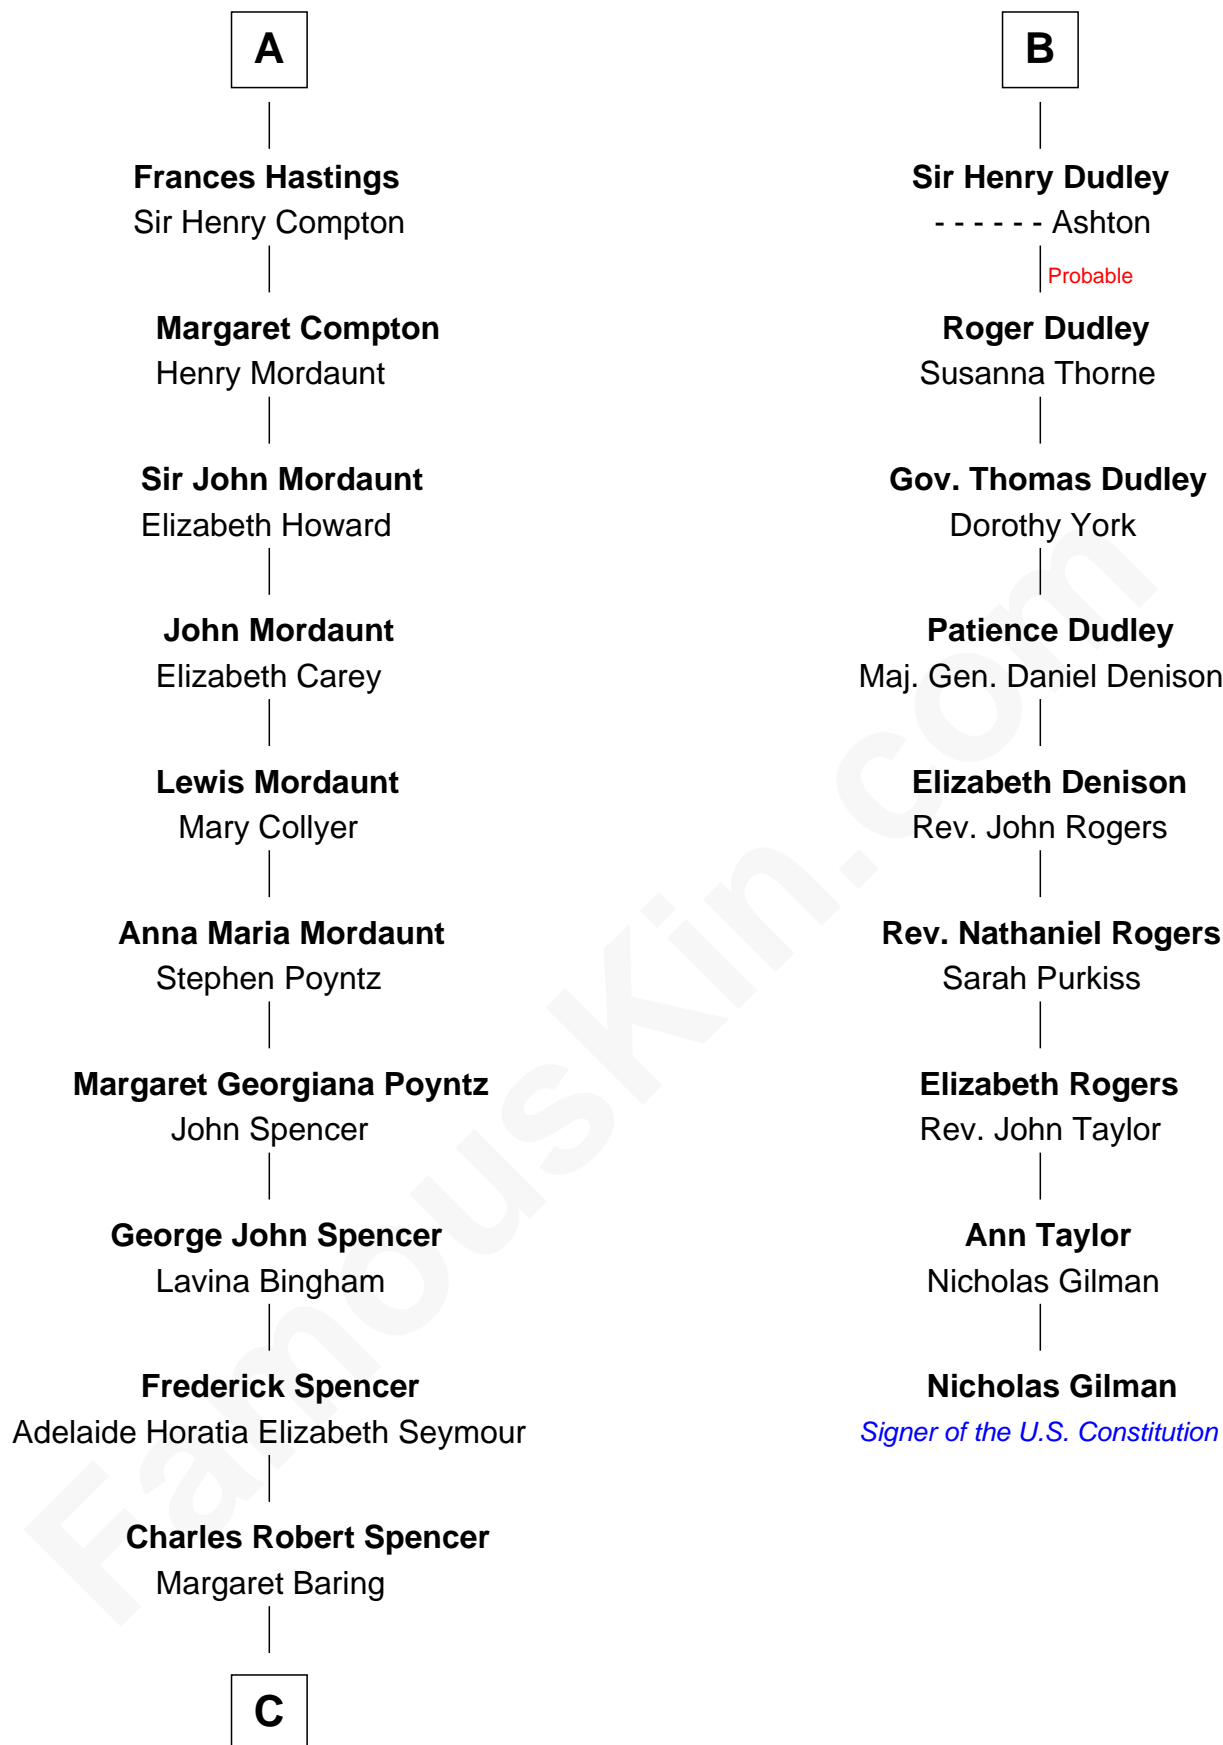 A
Frances Hastings
Sir Henry Compton
Margaret Compton
Henry Mordaunt
Sir John Mordaunt
Elizabeth Howard
John Mordaunt
Elizabeth Carey
Lewis Mordaunt
Mary Collyer
Anna Maria Mordaunt
Stephen Poyntz
Margaret Georgiana Poyntz
John Spencer
George John Spencer
Lavina Bingham
Frederick Spencer
Adelaide Horatia Elizabeth Seymour
Charles Robert Spencer
Margaret Baring
C
B
Sir Henry Dudley
- - - - - - Ashton
Probable
Roger Dudley
Susanna Thorne
Gov. Thomas Dudley
Dorothy York
Patience Dudley
Maj. Gen. Daniel Denison
Elizabeth Denison
Rev. John Rogers
Rev. Nathaniel Rogers
Sarah Purkiss
Elizabeth Rogers
Rev. John Taylor
Ann Taylor
Nicholas Gilman
Nicholas Gilman
Signer of the U.S. Constitution
FamousKin.com